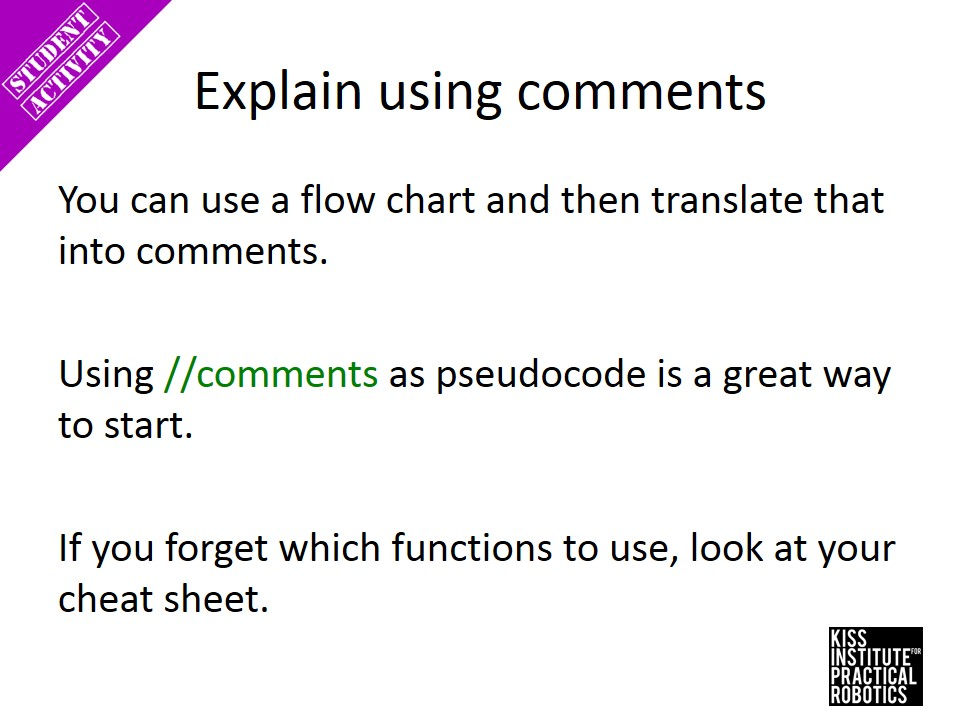 STUDENT
ACTIVITY
Explain using comments
You can use a flow chart and then translate that
into comments.
Using //comments as pseudocode is a great way
to start.
If you forget which functions to use, look at your
cheat sheet.
KISS
INSTITUTE FOR
PRACTICAL
ROBOTICS